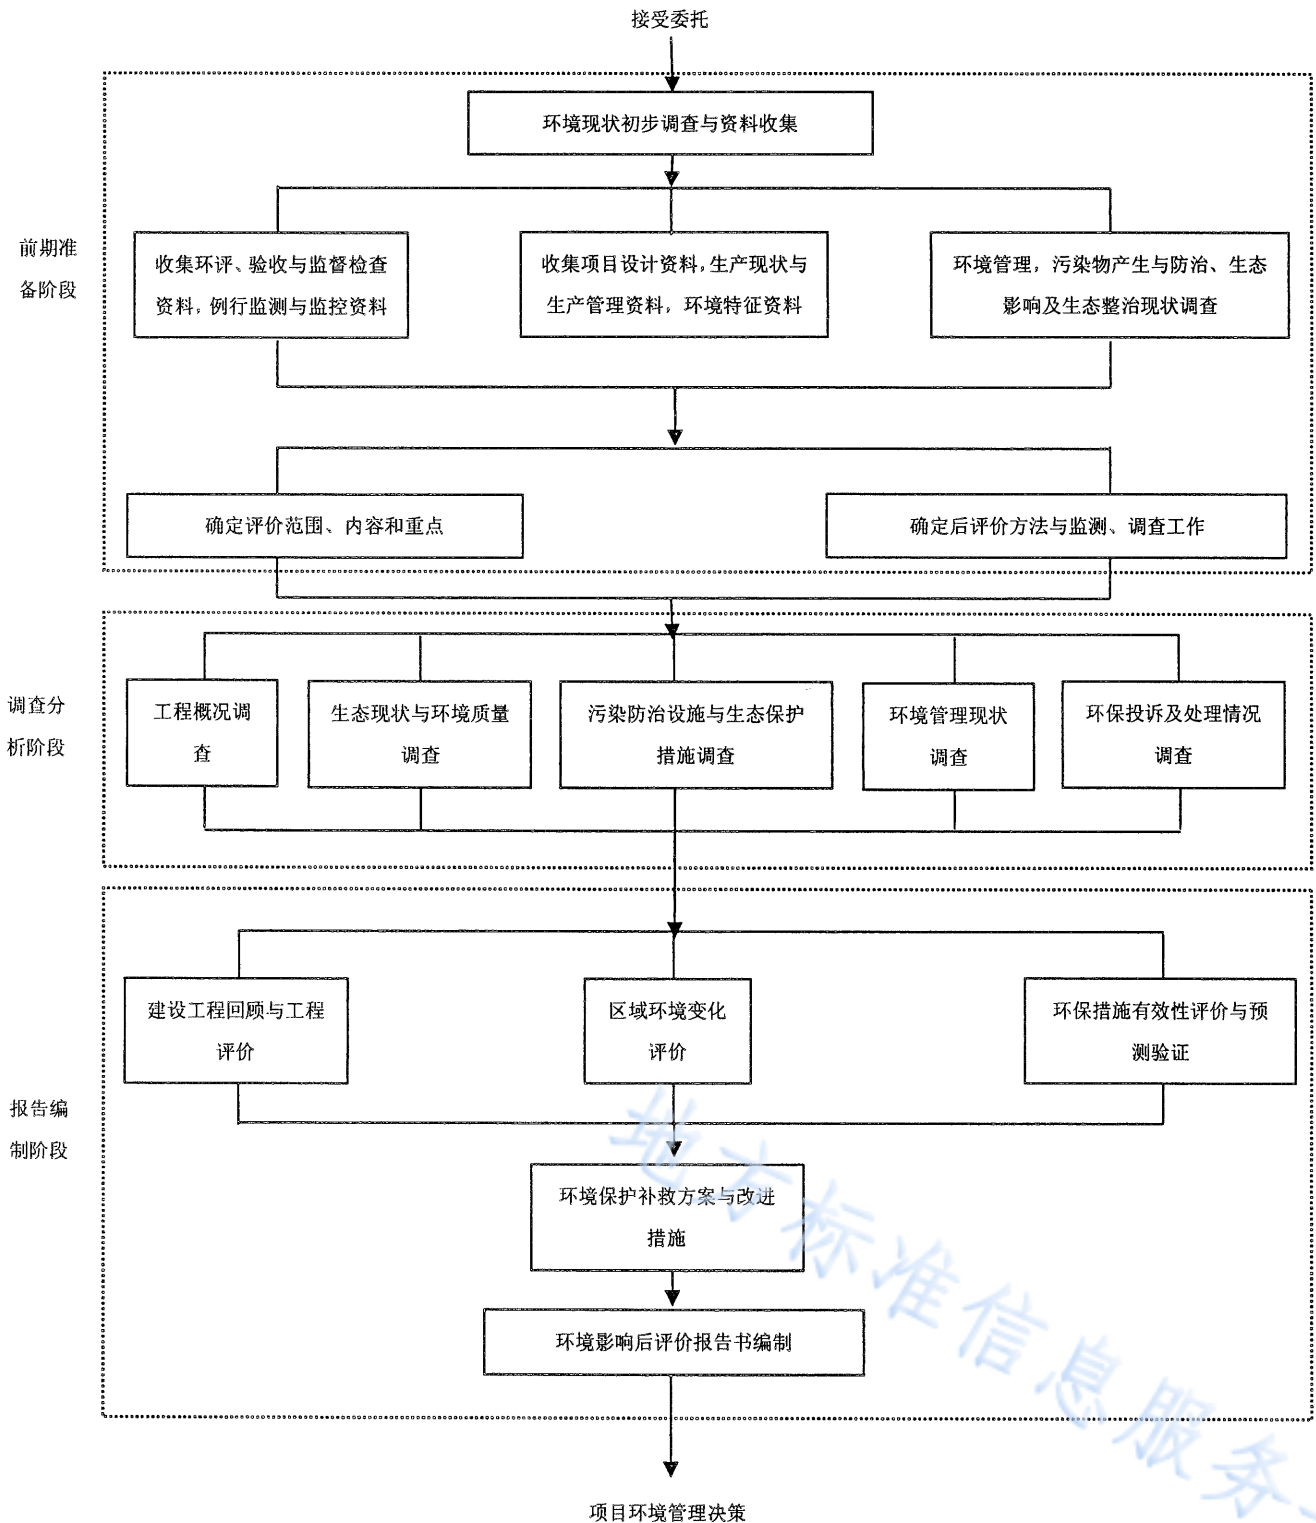 接受委托
环境现状初步调查与资料收集
前期准
备阶段
收集环评、验收与监督检查
资料，例行监测与监控资料
收集项目设计资料，生产现状与
生产管理资料，环境特征资料
环境管理，污染物产生与防治、生态
影响及生态整治现状调查
确定评价范围、内容和重点
确定后评价方法与监测、调查工作
调查分
析阶段
工程概况调
查
生态现状与环境质量
调查
污染防治设施与生态保护
措施调查
环境管理现状
调查
环保投诉及处理情况
调查
报告编
制阶段
建设工程回顾与工程
评价
区域环境变化
评价
环保措施有效性评价与预
测验证
环境保护补救方案与改进
措施
环境影响后评价报告书编制
项目环境管理决策
地方标准信息服务